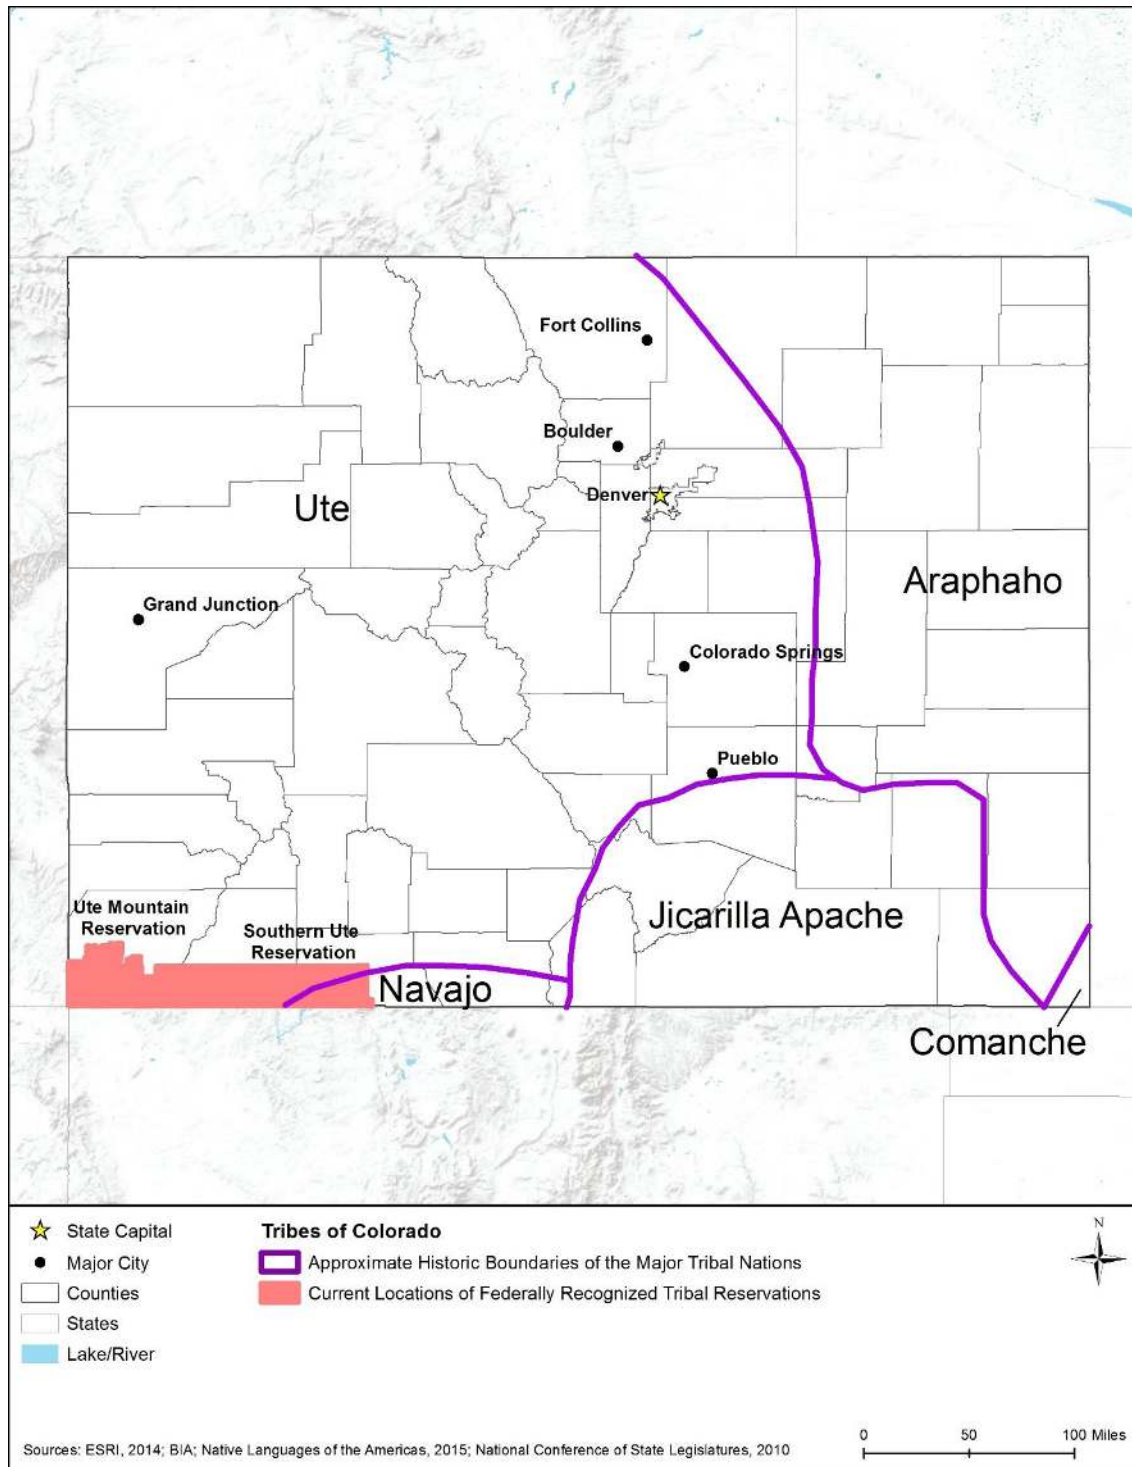 Fort Collins
Boulder
Denver
Ute
Araphaho
Grand Junction
Colorado Springs
Pueblo
Ute Mountain
Reservation
Southern Ute
Reservation
Jicarilla Apache
Navajo
Comanche
State Capital
Major City
Counties
States
Lake/River
Tribes of Colorado
Approximate Historic Boundaries of the Major Tribal Nations
Current Locations of Federally Recognized Tribal Reservations
N
Sources: ESRI, 2014; BIA; Native Languages of the Americas, 2015; National Conference of State Legislatures, 2010
0 50 100 Miles